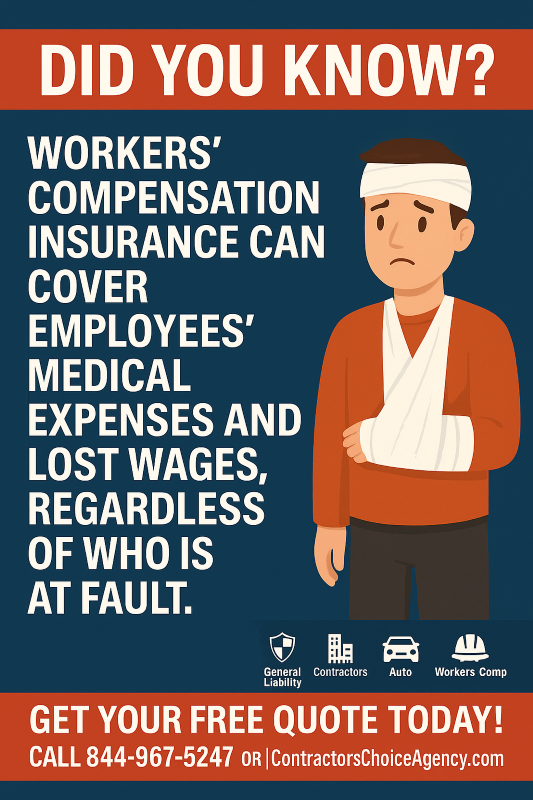 DID YOU KNOW?
WORKERS’
COMPENSATION
INSURANCE CAN
COVER
EMPLOYEES’
MEDICAL
EXPENSES AND
LOST WAGES,
REGARDLESS
OF WHO IS
AT FAULT.
General
Liability
Contractors
Auto
Workers Comp
GET YOUR FREE QUOTE TODAY!
CALL 844-967-5247 OR | ContractorsChoiceAgency.com